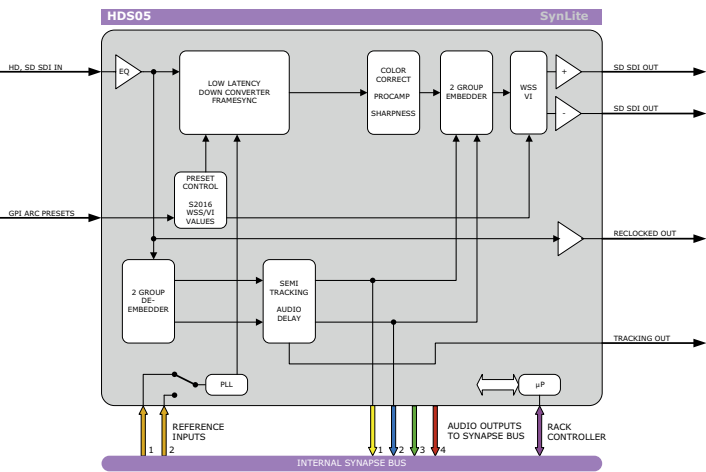 HDS05
SynLite
HD, SD SDI IN
EQ
LOW LATENCY
DOWN CONVERTER
FRAMESYNC
COLOR
CORRECT
PROCAMP
SHARPNESS
2 GROUP
EMBEDDER
WSS
VI
+
-
SD SDI OUT
SD SDI OUT
PRESET
CONTROL
S2016
WSS/VI
VALUES
GPI ARC PRESETS
RECLOCKED OUT
2 GROUP
DE-
EMBEDDER
SEMI
TRACKING
AUDIO
DELAY
TRACKING OUT
PLL
µP
REFERENCE
INPUTS
1
2
1
2
3
4
AUDIO OUTPUTS
TO SYNAPSE BUS
RACK
CONTROLLER
INTERNAL SYNAPSE BUS